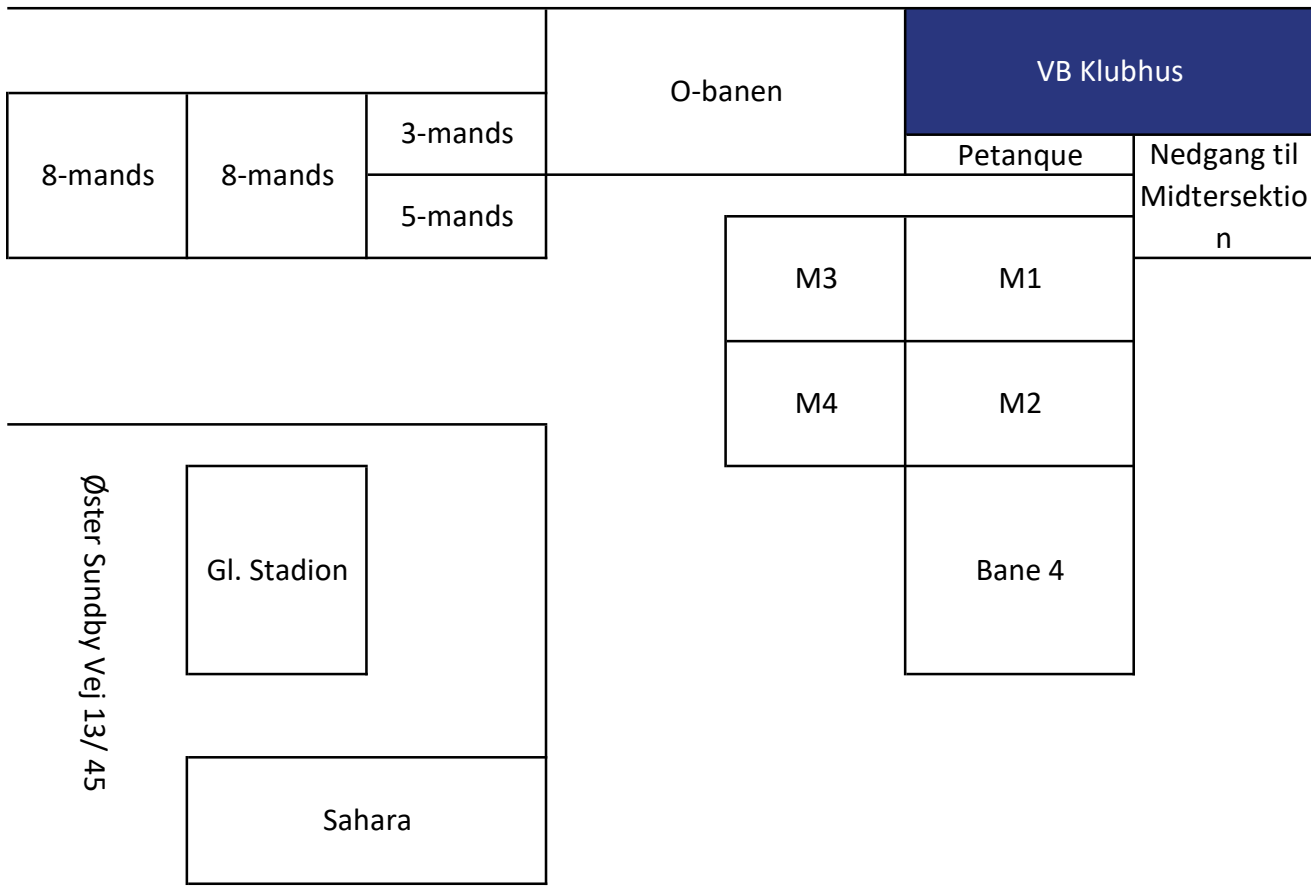 VB Klubhus
O-banen
3-mands
8-mands
8-mands
Petanque
Nedgang til
Midtersektio
n
5-mands
M3
M1
M4
M2
Øster Sundby Vej 13/ 45
Gl. Stadion
Bane 4
Sahara